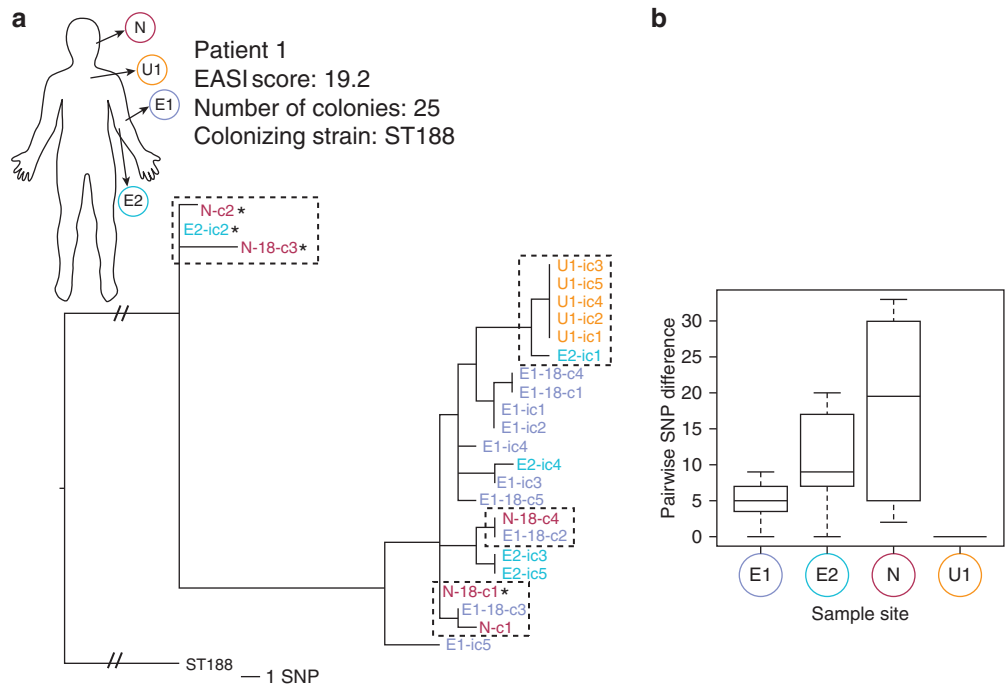 a
N
U1
E1
E2
Patient 1
EASI score: 19.2
Number of colonies: 25
Colonizing strain: ST188
N-c2*
E2-ic2*
N-18-c3*
U1-ic3
U1-ic5
U1-ic4
U1-ic2
U1-ic1
E2-ic1
E1-18-c4
E1-18-c1
E1-ic1
E1-ic2
E1-ic4
E2-ic4
E1-ic3
E1-18-c5
N-18-c4
E1-18-c2
E2-ic3
E2-ic5
N-18-c1*
E1-18-c3
N-c1
E1-ic5
ST188
1 SNP
b
Pairwise SNP difference
30
25
20
15
10
5
0
E1 E2 N U1
Sample site